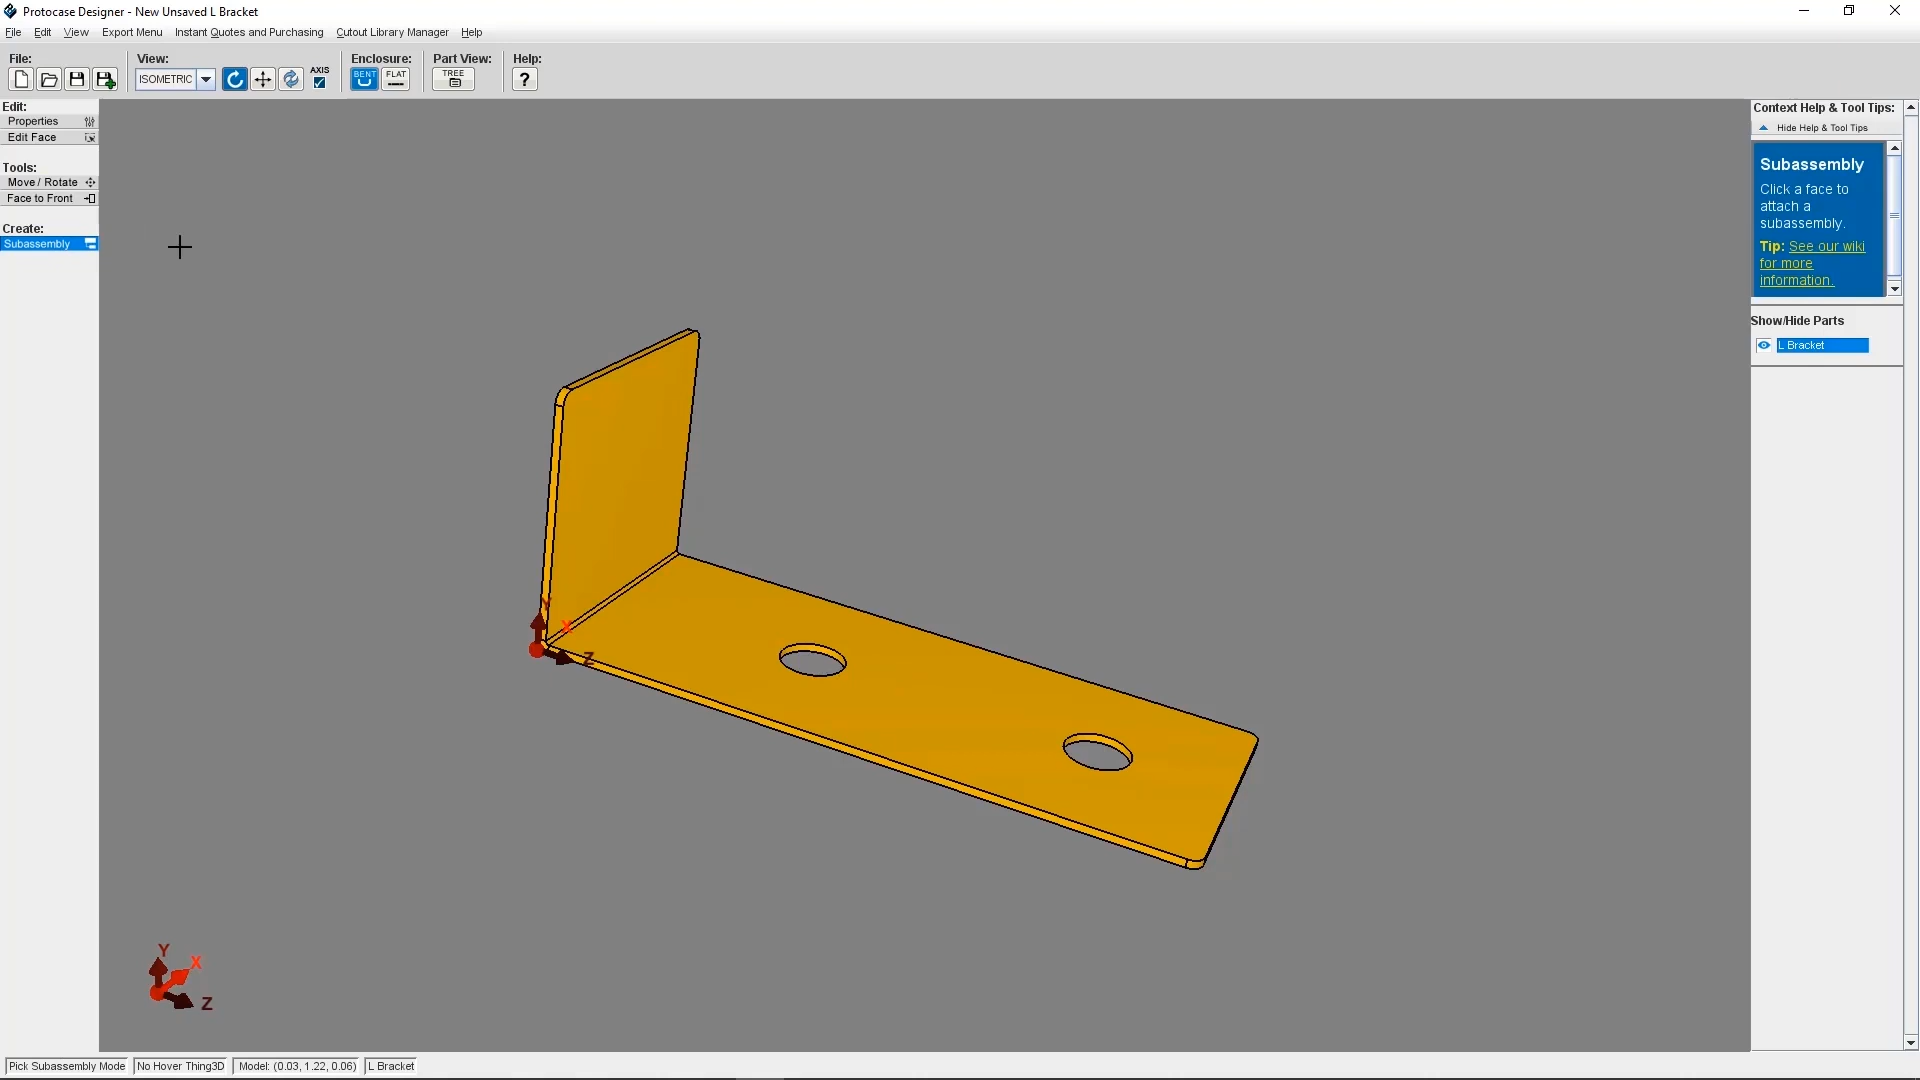 Protocase Designer - New Unsaved L Bracket
File Edit View Export Menu Instant Quotes and Purchasing Cutout Library Manager Help
File: View: Enclosure: Part View: Help:
ISOMETRIC AXIS BENT FLAT TREE ?
Edit:
Properties
Edit Face
Tools:
Move / Rotate
Face to Front
Create:
Subassembly
Y
X
Z
Y
X
Z
Context Help & Tool Tips:
Hide Help & Tool Tips
Subassembly
Click a face to
attach a
subassembly.
Tip: See our wiki
for more
information.
Show/Hide Parts
L Bracket
Pick Subassembly Mode No Hover Thing3D Model: (0.03, 1.22, 0.06) L Bracket